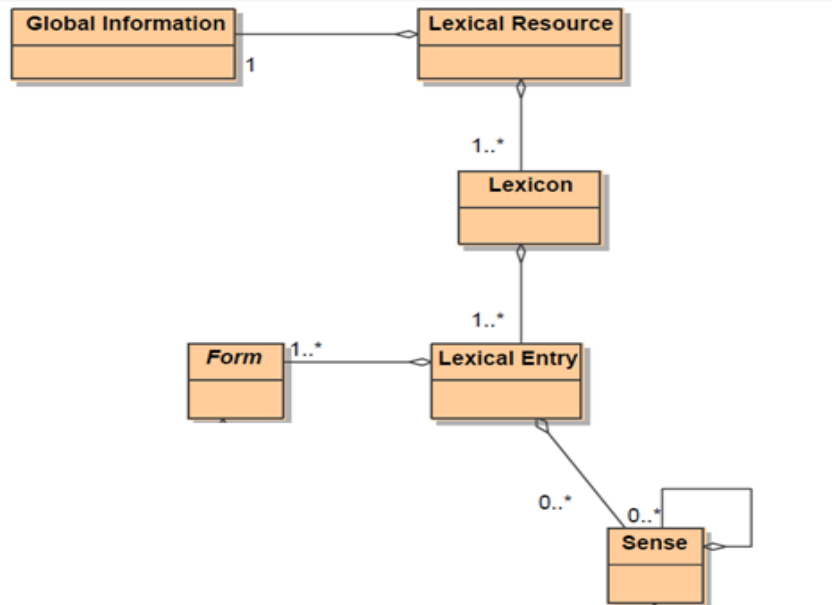 Global Information
Lexical Resource
1
1..*
Lexicon
1..*
Form
1..*
Lexical Entry
0..*
0..*
Sense